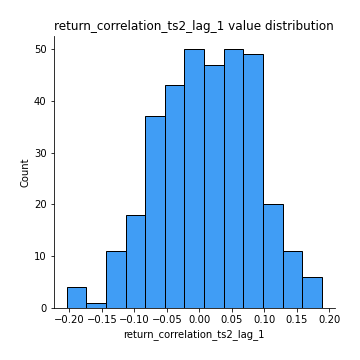 return_correlation_ts2_lag_1 value distribution
50
40
30
20
10
0
Count
−0.20 −0.15 −0.10 −0.05 0.00 0.05 0.10 0.15 0.20
return_correlation_ts2_lag_1